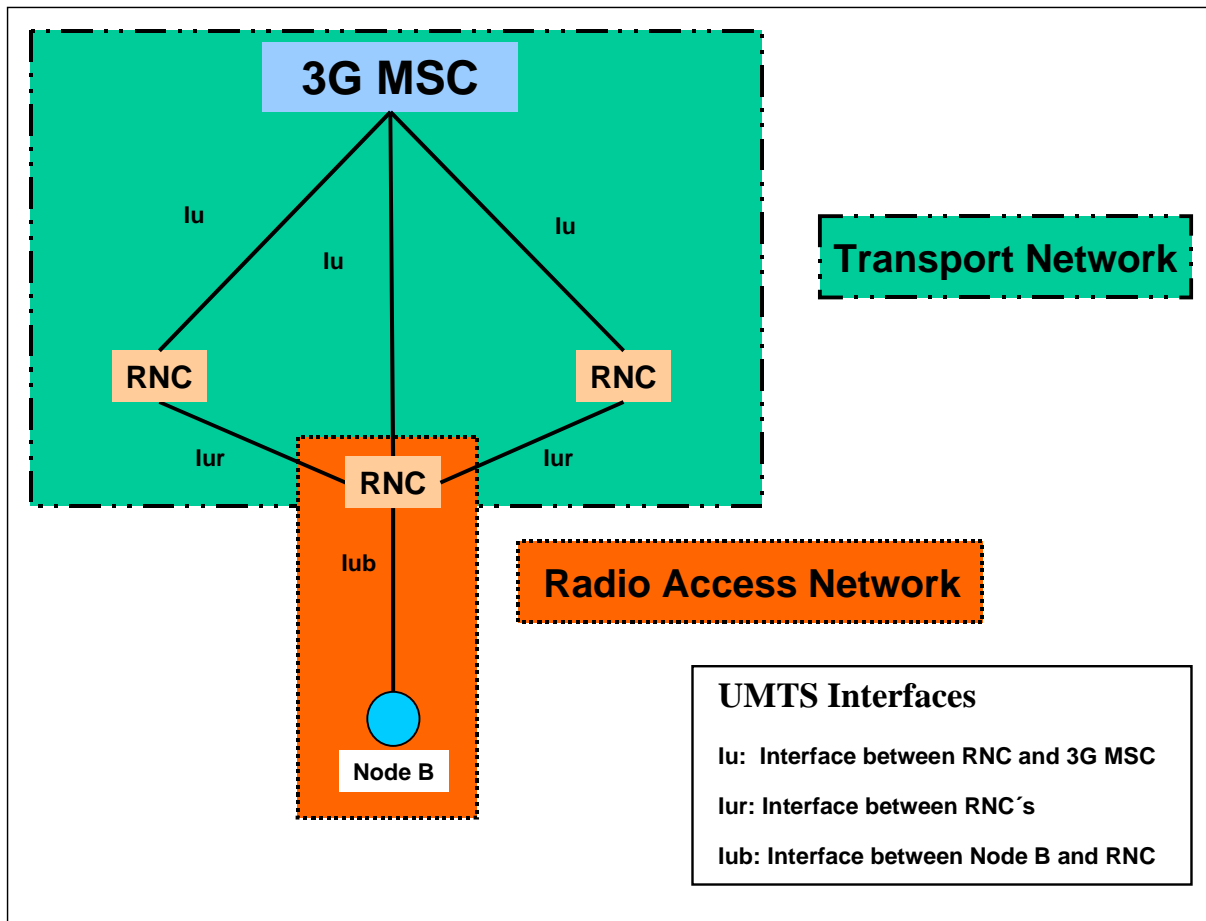 3G MSC
Iu
Iu
Iu
Transport Network
RNC
RNC
Iur
RNC
Iur
Iub
Radio Access Network
Node B
UMTS Interfaces
Iu: Interface between RNC and 3G MSC
Iur: Interface between RNC´s
Iub: Interface between Node B and RNC